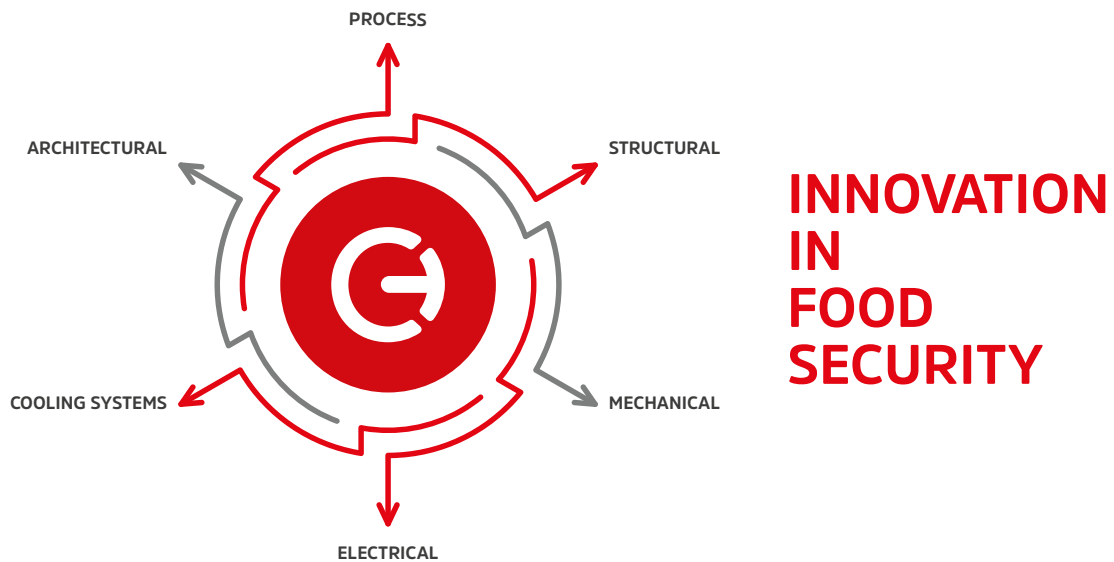 PROCESS
ARCHITECTURAL
STRUCTURAL
INNOVATION
IN
FOOD
SECURITY
COOLING SYSTEMS
MECHANICAL
ELECTRICAL